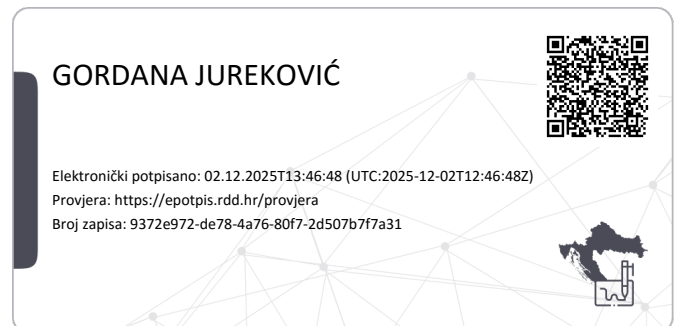 GORDANA JUREKOVIĆ
Elektronički potpisano: 02.12.2025T13:46:48 (UTC:2025-12-02T12:46:48Z)
Provjera: https://epotpis.rdd.hr/provjera
Broj zapisa: 9372e972-de78-4a76-80f7-2d507b7f7a31